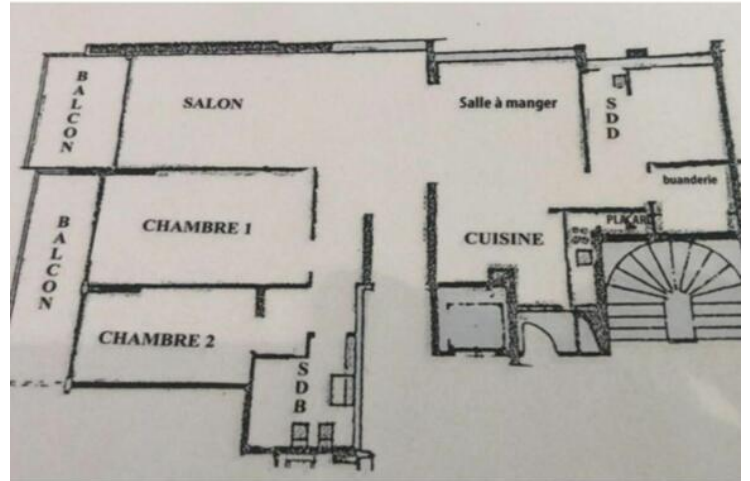 BALCON
SALON
Salle à manger
SDD
buanderie
BALCON
CHAMBRE 1
PLACARD
CUISINE
CHAMBRE 2
SDB